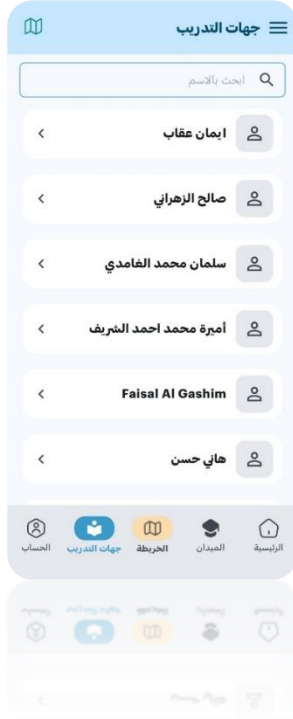 جهات التدريب
ابحث بالاسم
ايمان عقاب
صالح الزهراني
سلمان محمد الغامدي
أميرة محمد احمد الشريف
Faisal Al Gashim
هاني حسن
الرئيسية الميدان الخريطة جهات التدريب الحساب